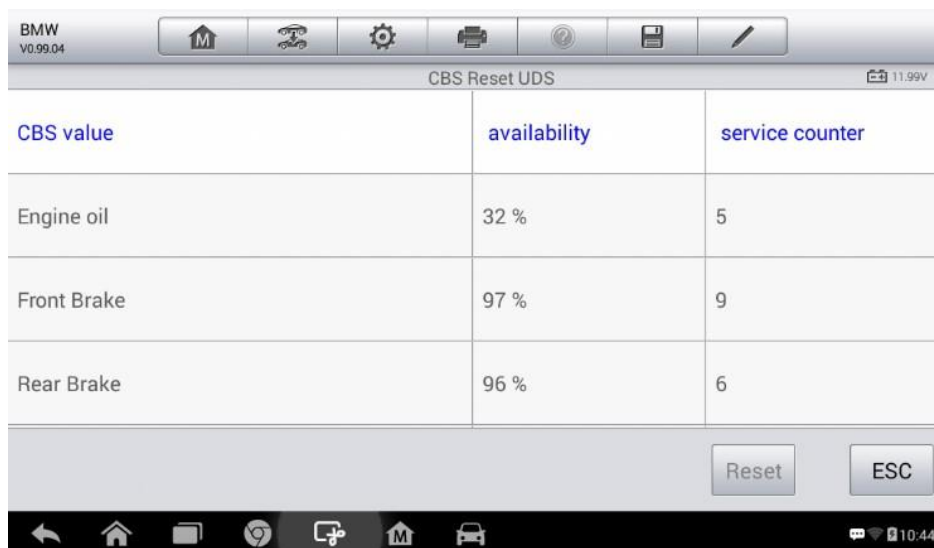 BMW
V0.99.04
CBS Reset UDS
11.99V
CBS value availability service counter
Engine oil 32 % 5
Front Brake 97 % 9
Rear Brake 96 % 6
Reset ESC
10:44